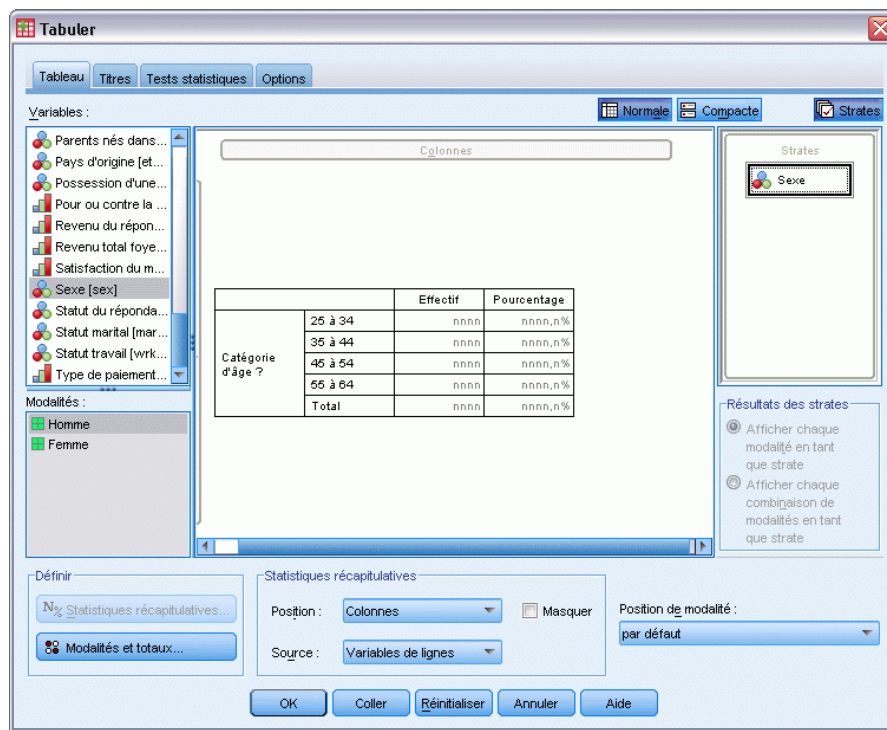 Tabuler
Tableau Titres Tests statistiques Options
Variables :
Normale Compacte Strates
Parents nés dans...
Pays d'origine [et...
Possession d'une...
Pour ou contre la ...
Revenu du répon...
Revenu total foye...
Satisfaction du m...
Sexe [sex]
Statut du réponda...
Statut marital [mar...
Statut travail [wrk...
Type de paiement...
Modalités :
Homme
Femme
Colonnes
Effectif Pourcentage
Catégorie d'âge ?
25 à 34 nnnn nnnn,n%
35 à 44 nnnn nnnn,n%
45 à 54 nnnn nnnn,n%
55 à 64 nnnn nnnn,n%
Total nnnn nnnn,n%
Strates
Sexe
Résultats des strates
Afficher chaque
modalité en tant
que strate
Afficher chaque
combinaison de
modalités en tant
que strate
Définir
N% Statistiques récapitulatives...
Modalités et totaux...
Statistiques récapitulatives
Position : Colonnes Masquer
Source : Variables de lignes
Position de modalité :
par défaut
OK Coller Réinitialiser Annuler Aide